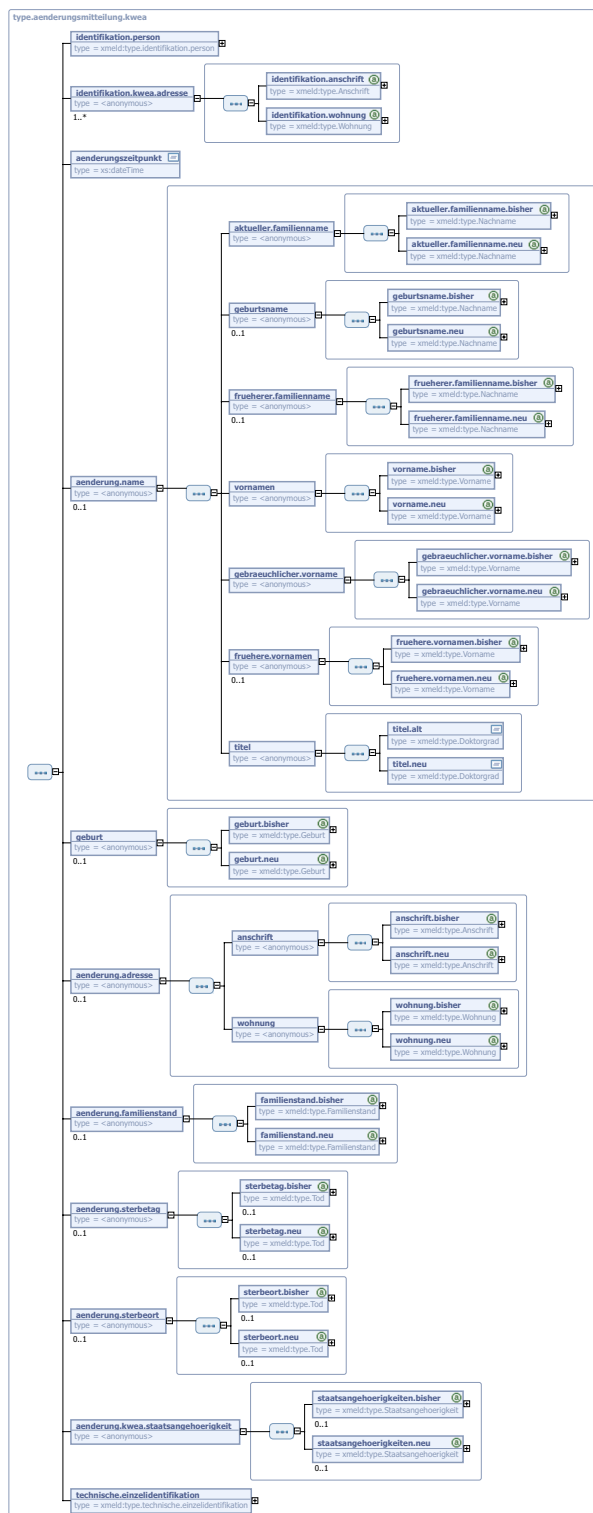 type.aenderungsmitteilung.kwea
identifikation.person
type = xmeld:type.identifikation.person
identifikation.kwea.adresse
type = <anonymous>
1..*
identifikation.anschrift
type = xmeld:type.Anschrift
identifikation.wohnung
type = xmeld:type.Wohnung
aenderungszeitpunkt
type = xs:dateTime
aenderung.name
type = <anonymous>
0..1
aktueller.familienname
type = <anonymous>
aktueller.familienname.bisher
type = xmeld:type.Nachname
aktueller.familienname.neu
type = xmeld:type.Nachname
geburtsname
type = <anonymous>
0..1
geburtsname.bisher
type = xmeld:type.Nachname
geburtsname.neu
type = xmeld:type.Nachname
frueherer.familienname
type = <anonymous>
0..1
frueherer.familienname.bisher
type = xmeld:type.Nachname
frueherer.familienname.neu
type = xmeld:type.Nachname
vornamen
type = <anonymous>
vorname.bisher
type = xmeld:type.Vorname
vorname.neu
type = xmeld:type.Vorname
gebraeuchlicher.vorname
type = <anonymous>
gebraeuchlicher.vorname.bisher
type = xmeld:type.Vorname
gebraeuchlicher.vorname.neu
type = xmeld:type.Vorname
fruehere.vornamen
type = <anonymous>
0..1
fruehere.vornamen.bisher
type = xmeld:type.Vorname
fruehere.vornamen.neu
type = xmeld:type.Vorname
titel
type = <anonymous>
titel.alt
type = xmeld:type.Doktorgrad
titel.neu
type = xmeld:type.Doktorgrad
geburt
type = <anonymous>
0..1
geburt.bisher
type = xmeld:type.Geburt
geburt.neu
type = xmeld:type.Geburt
aenderung.adresse
type = <anonymous>
0..1
anschrift
type = <anonymous>
anschrift.bisher
type = xmeld:type.Anschrift
anschrift.neu
type = xmeld:type.Anschrift
wohnung
type = <anonymous>
wohnung.bisher
type = xmeld:type.Wohnung
wohnung.neu
type = xmeld:type.Wohnung
aenderung.familienstand
type = <anonymous>
0..1
familienstand.bisher
type = xmeld:type.Familienstand
familienstand.neu
type = xmeld:type.Familienstand
aenderung.sterbetag
type = <anonymous>
0..1
sterbetag.bisher
type = xmeld:type.Tod
0..1
sterbetag.neu
type = xmeld:type.Tod
0..1
aenderung.sterbeort
type = <anonymous>
0..1
sterbeort.bisher
type = xmeld:type.Tod
0..1
sterbeort.neu
type = xmeld:type.Tod
0..1
aenderung.kwea.staatsangehoerigkeit
type = <anonymous>
staatsangehoerigkeiten.bisher
type = xmeld:type.Staatsangehoerigkeit
0..1
staatsangehoerigkeiten.neu
type = xmeld:type.Staatsangehoerigkeit
0..1
technische.einzelidentifikation
type = xmeld:type.technische.einzelidentifikation